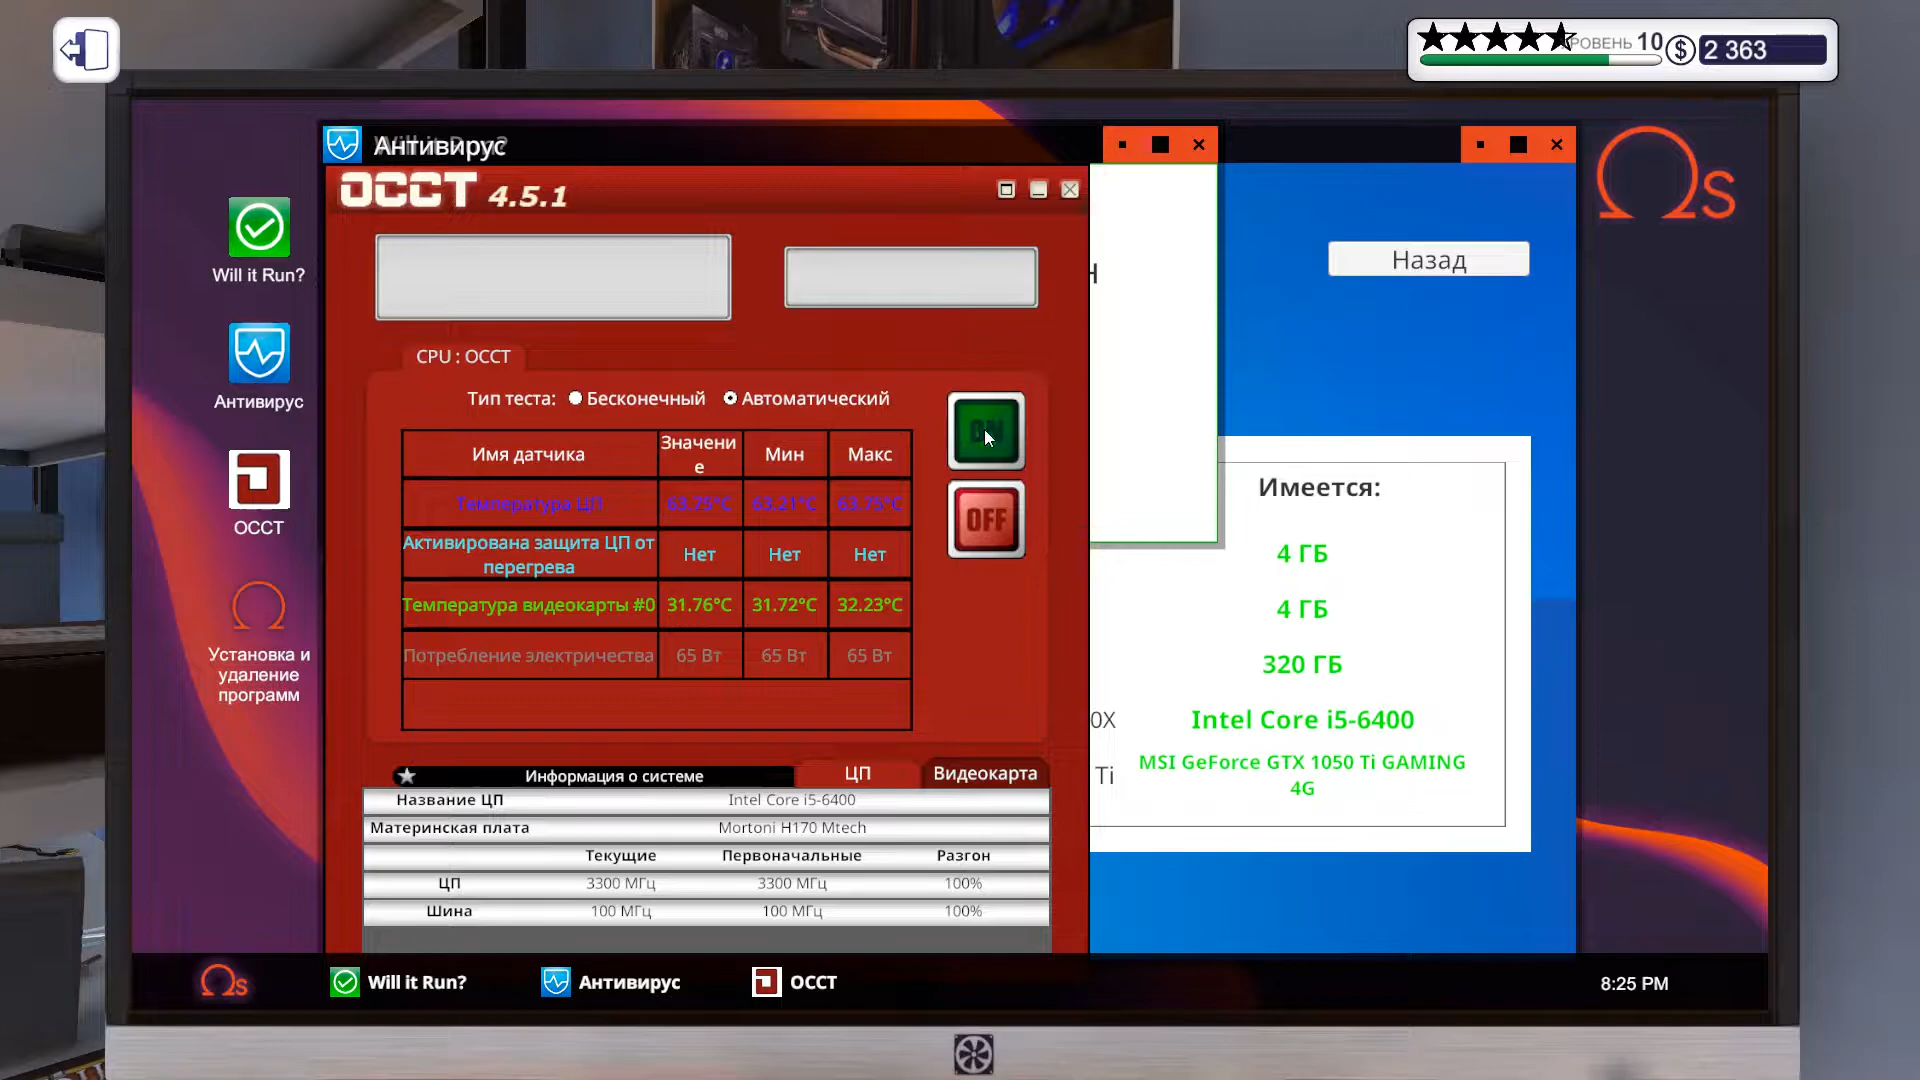 РОВЕНЬ 10
2 363
Антивирус
Ωs
OCCT 4.5.1
Will it Run?
Н
Назад
Антивирус
CPU : OCCT
Тип теста: Бесконечный Автоматический
Имя датчика Значени
е Мин Макс
ON
Температура ЦП 63.75°C 63.21°C 63.75°C
Имеется:
OFF
Активирована защита ЦП от
перегрева Нет Нет Нет
4 ГБ
OCCT
Температура видеокарты #0 31.76°C 31.72°C 32.23°C
4 ГБ
Потребление электричества 65 Вт 65 Вт 65 Вт
320 ГБ
Установка и
удаление
программ
0X Intel Core i5-6400
Ti MSI GeForce GTX 1050 Ti GAMING
4G
Информация о системе ЦП Видеокарта
Название ЦП Intel Core i5-6400
Материнская плата Mortoni H170 Mtech
Текущие Первоначальные Разгон
ЦП 3300 МГц 3300 МГц 100%
Шина 100 МГц 100 МГц 100%
Ωs Will it Run? Антивирус OCCT 8:25 PM